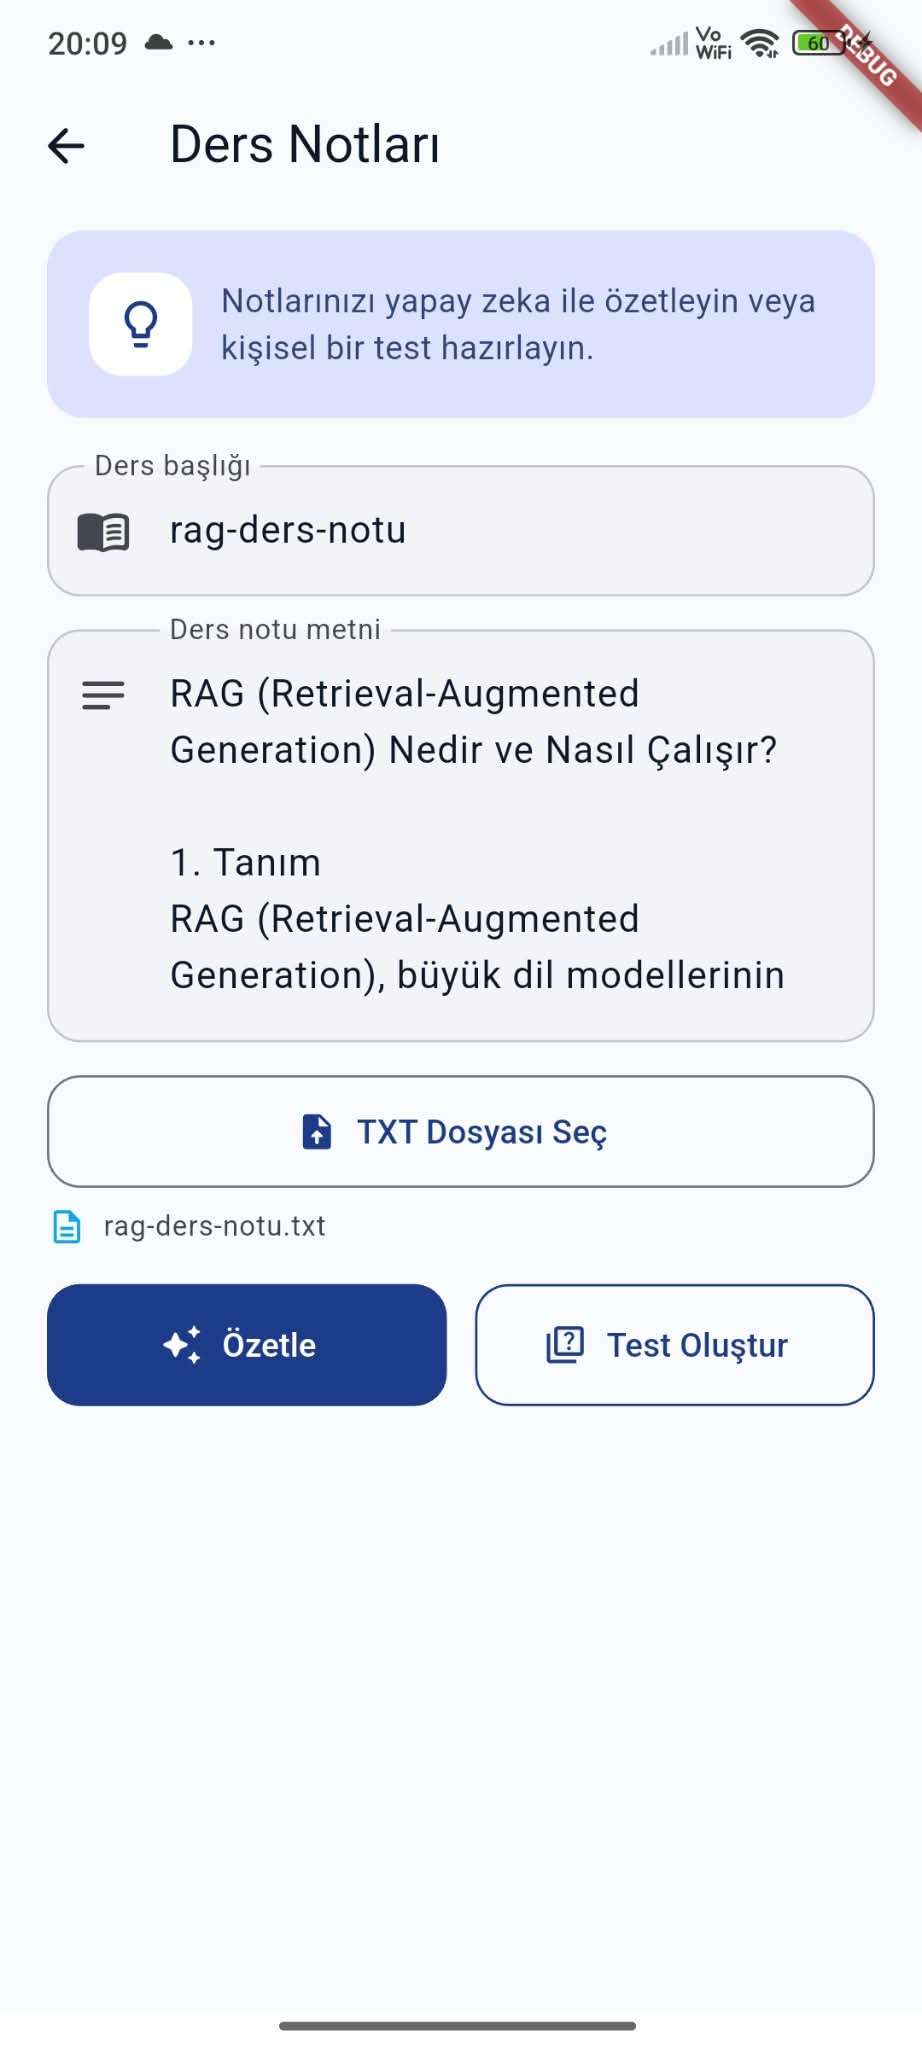 20:09
Vo
WiFi
60
DEBUG
Ders Notları
Notlarınızı yapay zeka ile özetleyin veya
kişisel bir test hazırlayın.
Ders başlığı
rag-ders-notu
Ders notu metni
RAG (Retrieval-Augmented
Generation) Nedir ve Nasıl Çalışır?
1. Tanım
RAG (Retrieval-Augmented
Generation), büyük dil modellerinin
TXT Dosyası Seç
rag-ders-notu.txt
Özetle
Test Oluştur